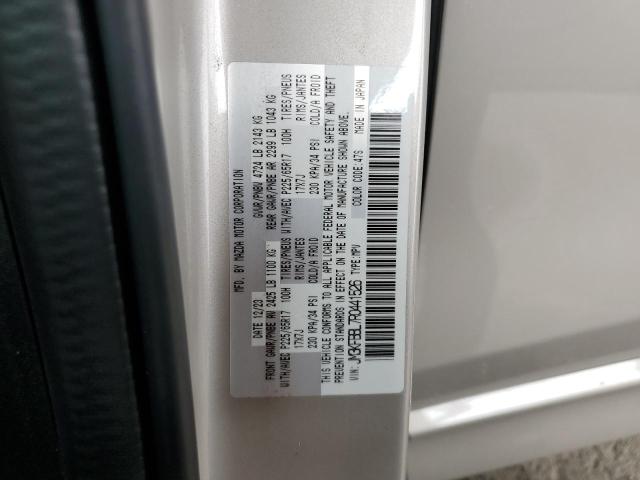 MFD. BY MAZDA MOTOR CORPORATION
DATE 12/23 GVWR/PNBV 4724 LB 2143 KG
FRONT GAWR/PNBE AV 2425 LB 1100 KG REAR GAWR/PNBE AR 2299 LB 1043 KG
WITH/AVEC P225/65R17 100H TIRES/PNEUS WITH/AVEC P225/65R17 100H TIRES/PNEUS
17X7J RIMS/JANTES 17X7J RIMS/JANTES
230 KPA/34 PSI COLD/A FROID 230 KPA/34 PSI COLD/A FROID
THIS VEHICLE CONFORMS TO ALL APPLICABLE FEDERAL MOTOR VEHICLE SAFETY AND THEFT
PREVENTION STANDARDS IN EFFECT ON THE DATE OF MANUFACTURE SHOWN ABOVE.
VIN: JM3KFBBL7R0441526 TYPE:MPV COLOR CODE:47S
MADE IN JAPAN